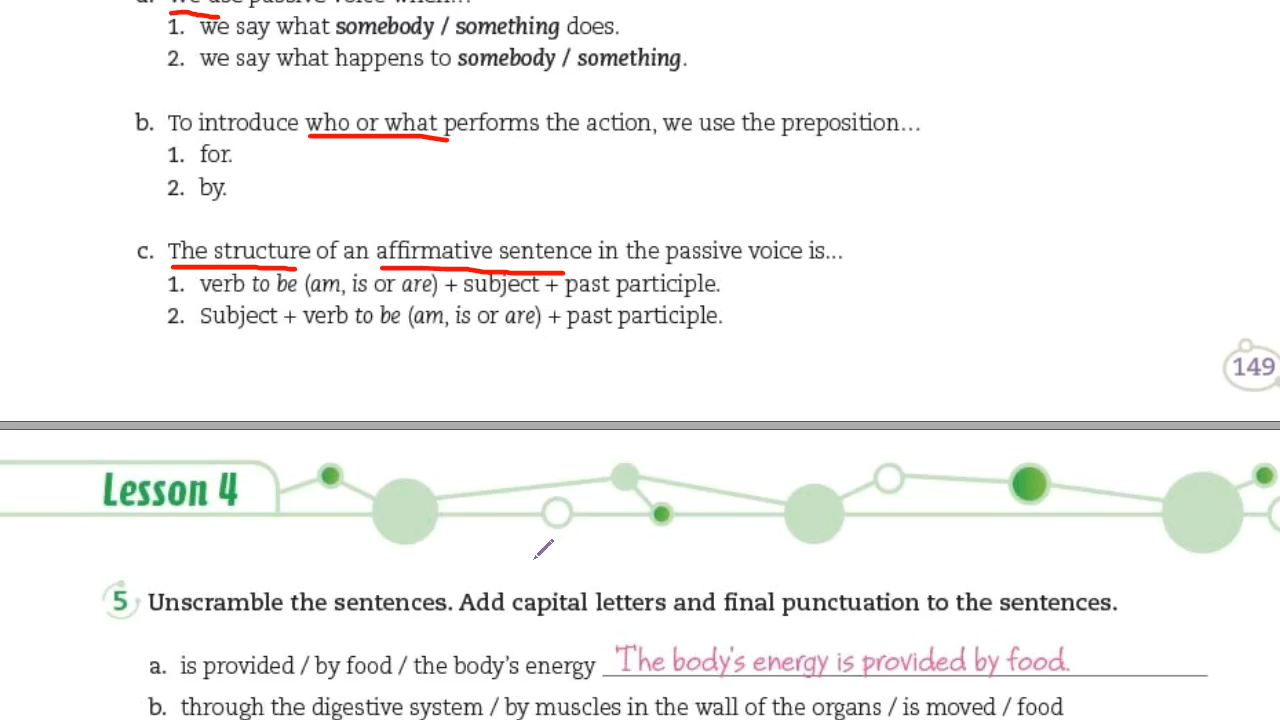 a. We use passive voice when...
1. we say what somebody / something does.
2. we say what happens to somebody / something.
b. To introduce who or what performs the action, we use the preposition...
1. for.
2. by.
c. The structure of an affirmative sentence in the passive voice is...
1. verb to be (am, is or are) + subject + past participle.
2. Subject + verb to be (am, is or are) + past participle.
149
Lesson 4
5 Unscramble the sentences. Add capital letters and final punctuation to the sentences.
a. is provided / by food / the body's energy The body's energy is provided by food.
b. through the digestive system / by muscles in the wall of the organs / is moved / food